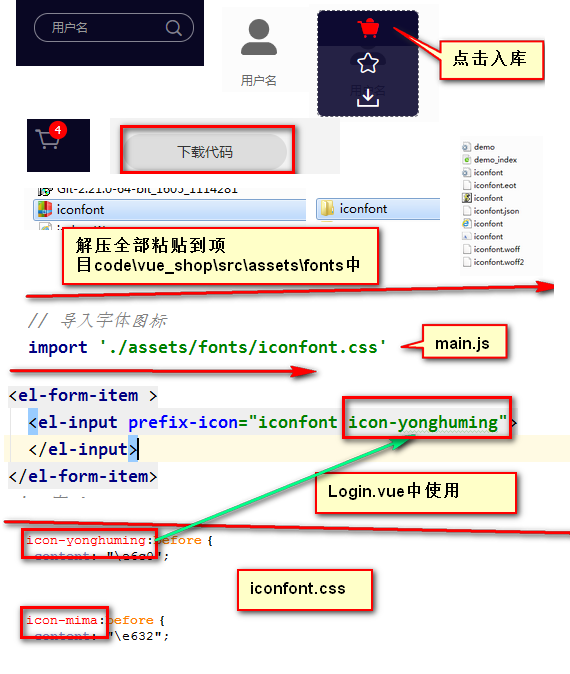 用户名
用户名
点击入库
4
下载代码
Git-2.21.0-64-bit_1605_1114281
iconfont
iconfont
demo
demo_index
iconfont
iconfont.eot
iconfont
iconfont.json
iconfont
iconfont
iconfont.woff
iconfont.woff2
解压全部粘贴到项
目code\vue_shop\src\assets\fonts中
// 导入字体图标
import './assets/fonts/iconfont.css'
main.js
<el-form-item >
<el-input prefix-icon="iconfont icon-yonghuming">
</el-input>
</el-form-item>
Login.vue中使用
icon-yonghuming:before {
content:
iconfont.css
icon-mima:before {
content: "\e632";